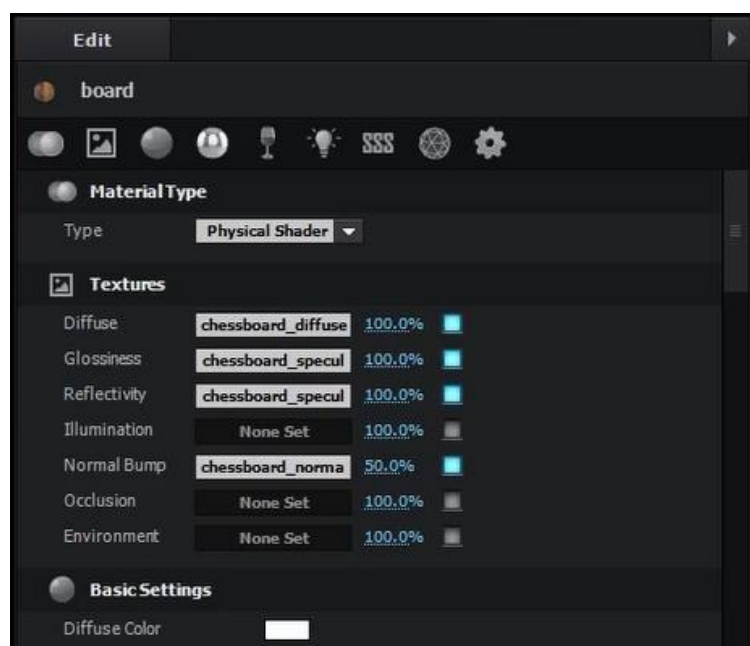 Edit
board
SSS
Material Type
Type Physical Shader
Textures
Diffuse chessboard_diffuse 100.0%
Glossiness chessboard_specul 100.0%
Reflectivity chessboard_specul 100.0%
Illumination None Set 100.0%
Normal Bump chessboard_norma 50.0%
Occlusion None Set 100.0%
Environment None Set 100.0%
Basic Settings
Diffuse Color